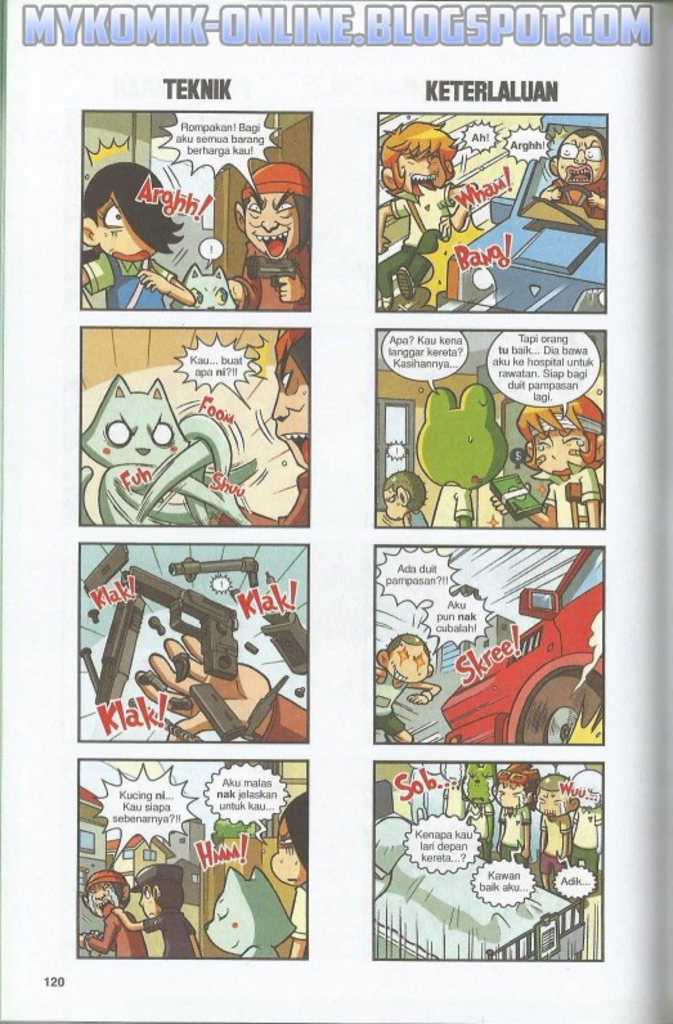 MYKOMIK-ONLINE.BLOGSPOT.COM
TEKNIK
Rompakan! Bagi
aku semua barang
berharga kau!
Arghh!
!
Kau... buat
apa ni?!!
Foom
Fuh
Shuu
Klak!
!
Klak!
Klak!
Kucing ni...
Kau siapa
sebenarnya?!!
Aku malas
nak jelaskan
untuk kau...
Hmm!
KETERLALUAN
Ah!
Arghh!
Wham!
Bang!
Apa? Kau kena
langgar kereta?
Kasihannya...
Tapi orang
tu baik... Dia bawa
aku ke hospital untuk
rawatan. Siap bagi
duit pampasan
lagi.
!
$
Ada duit
pampasan?!!
Aku
pun nak
cubalah!
Skree!
Sob...
Wuu...
Kenapa kau
lari depan
kereta...?
Kawan
baik aku...
Adik...
120